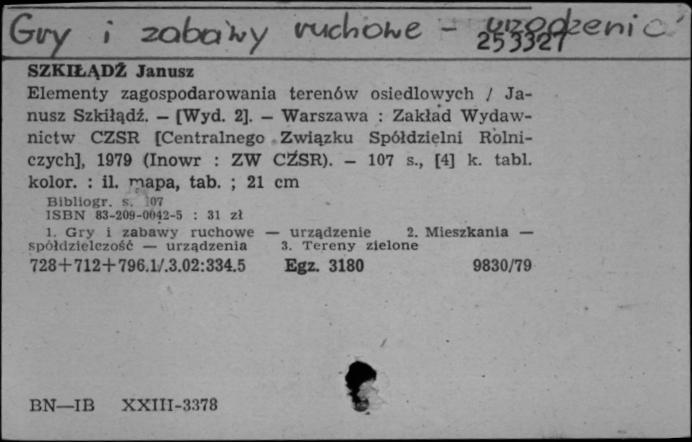 Gry i zabawy ruchowe - urządzenie
253321
SZKIŁĄDŹ Janusz
Elementy zagospodarowania terenów osiedlowych / Ja-
nusz Szkiłądź. — [Wyd. 2]. — Warszawa : Zakład Wydaw-
nictw CZSR [Centralnego Związku Spółdzielni Rolni-
czych], 1979 (Inowr : ZW CZSR). — 107 s., [4] k. tabl.
kolor. : il. mapa, tab. ; 21 cm
Bibliogr. s. 107
ISBN 83-209-0042-5 : 31 zł
1. Gry i zabawy ruchowe — urządzenie 2. Mieszkania —
spółdzielczość — urządzenia 3. Tereny zielone
728+712+796.1/.3.02:334.5 Egz. 3180 9830/79
BN—IB XXIII-3378